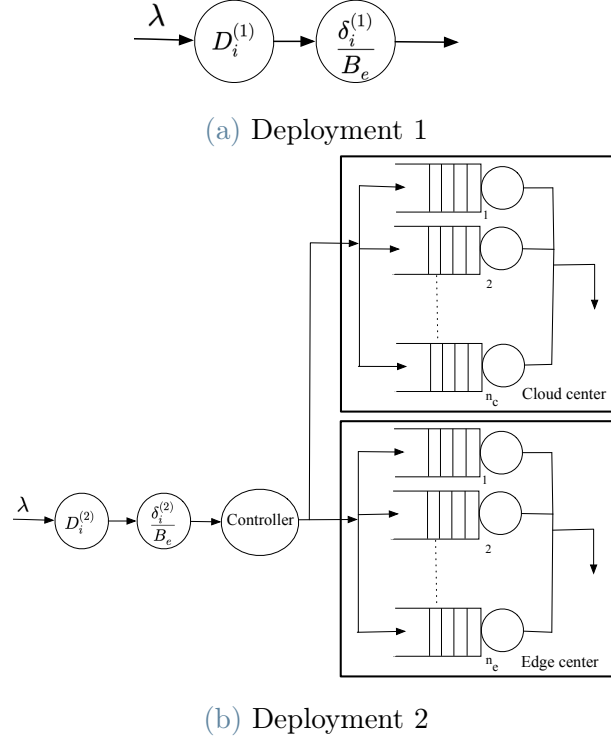 λ
D_i^{(1)}
δ_i^{(1)} / B_e
(a) Deployment 1
1
2
n_c
Cloud center
λ
D_i^{(2)}
δ_i^{(2)} / B_e
Controller
1
2
n_e
Edge center
(b) Deployment 2